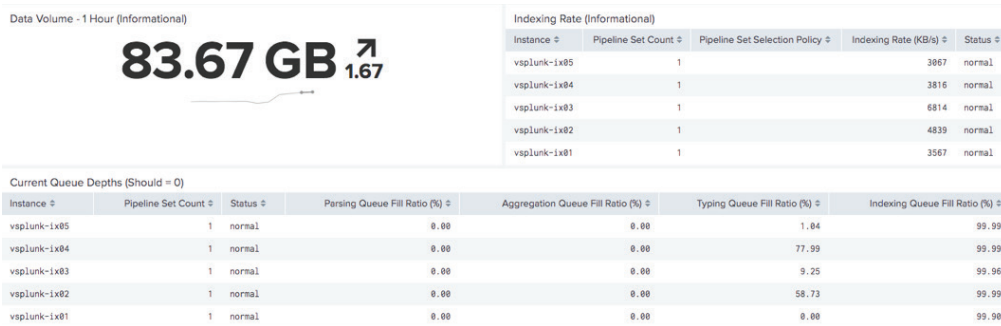 Data Volume - 1 Hour (Informational)
83.67 GB 1.67
Indexing Rate (Informational)
Instance Pipeline Set Count Pipeline Set Selection Policy Indexing Rate (KB/s) Status
vsplunk-ix05 1 3067 normal
vsplunk-ix04 1 3816 normal
vsplunk-ix03 1 6814 normal
vsplunk-ix02 1 4839 normal
vsplunk-ix01 1 3567 normal
Current Queue Depths (Should = 0)
Instance Pipeline Set Count Status Parsing Queue Fill Ratio (%) Aggregation Queue Fill Ratio (%) Typing Queue Fill Ratio (%) Indexing Queue Fill Ratio (%)
vsplunk-ix05 1 normal 0.00 0.00 1.04 99.99
vsplunk-ix04 1 normal 0.00 0.00 77.99 99.99
vsplunk-ix03 1 normal 0.00 0.00 9.25 99.96
vsplunk-ix02 1 normal 0.00 0.00 58.73 99.99
vsplunk-ix01 1 normal 0.00 0.00 0.00 99.90